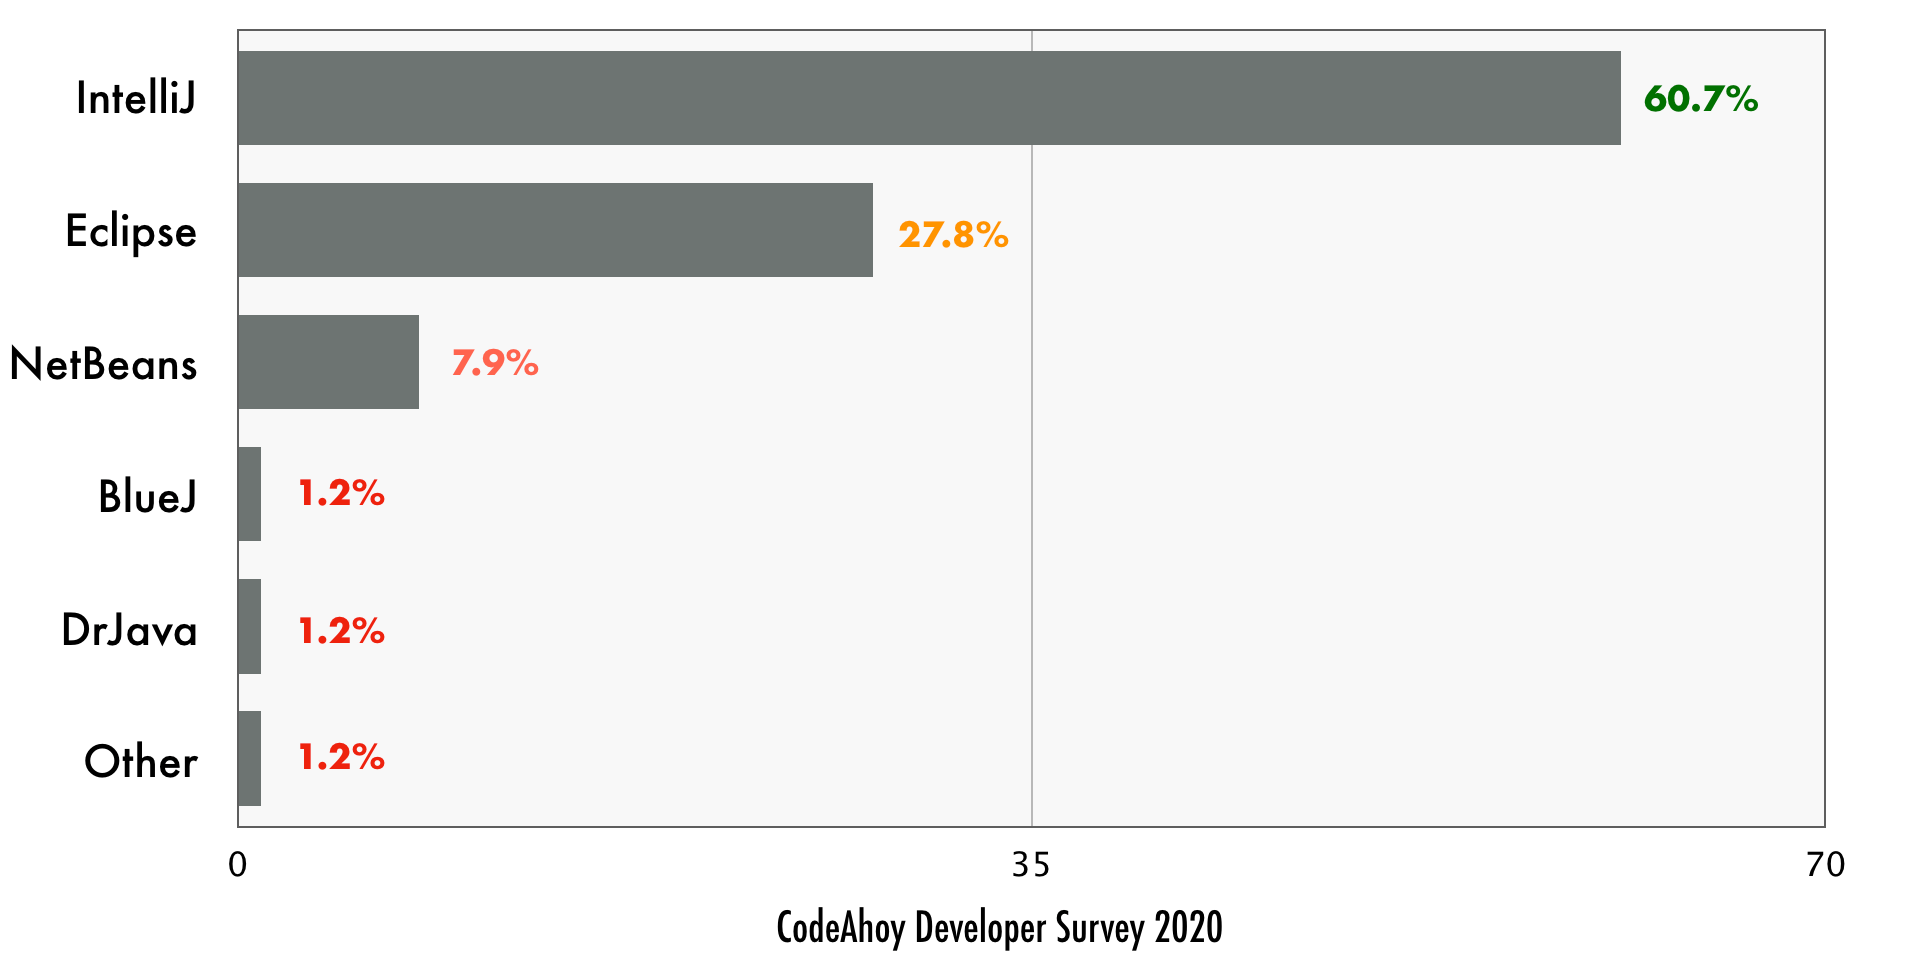 IntelliJ 60.7%
Eclipse 27.8%
NetBeans 7.9%
BlueJ 1.2%
DrJava 1.2%
Other 1.2%
0 35 70
CodeAhoy Developer Survey 2020